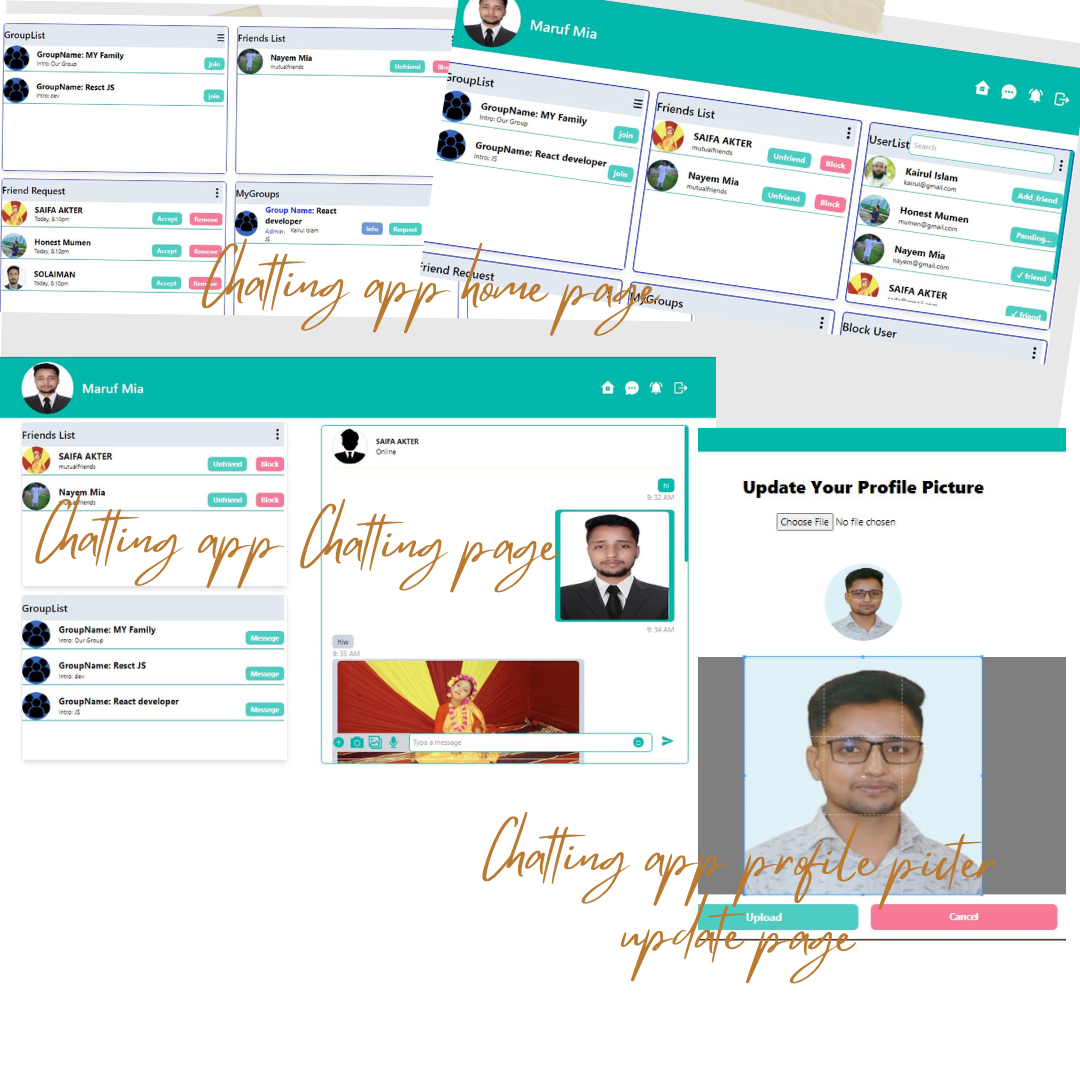 GroupList
GroupName: MY Family
Intro: Our Group
join
GroupName: Resct JS
Intro: dev
join
Friends List
Nayem Mia
mutualfriends
Unfriend
Friend Request
SAIFA AKTER
Today, 8.10pm
Accept
Remove
Honest Mumen
Today, 8.10pm
Accept
Remove
SOLAIMAN
Today, 8.10pm
Accept
MyGroups
Group Name: React
developer
Admin: Kairul Islam
JS
Info
Request
Maruf Mia
GroupList
GroupName: MY Family
Intro: Our Group
join
GroupName: React developer
Intro: JS
join
Friends List
SAIFA AKTER
mutualfriends
Unfriend
Block
Nayem Mia
mutualfriends
Unfriend
Block
UserList
Search
Kairul Islam
kairul@gmail.com
Add_friend
Honest Mumen
mumen@gmail.com
Pending...
Nayem Mia
nayem@gmail.com
✓ friend
SAIFA AKTER
✓ friend
Friend Request
MyGroups
Block User
Chatting app home page
Maruf Mia
Friends List
SAIFA AKTER
mutualfriends
Unfriend
Block
Nayem Mia
mutualfriends
Unfriend
Block
GroupList
GroupName: MY Family
Intro: Our Group
Messege
GroupName: Resct JS
Intro: dev
Messege
GroupName: React developer
Intro: JS
Messege
SAIFA AKTER
Online
hi
9:32 AM
9:34 AM
hlw
9:35 AM
Type a message
Chatting app Chatting page
Update Your Profile Picture
Choose File No file chosen
Upload
Cancel
Chatting app profile picter
update page